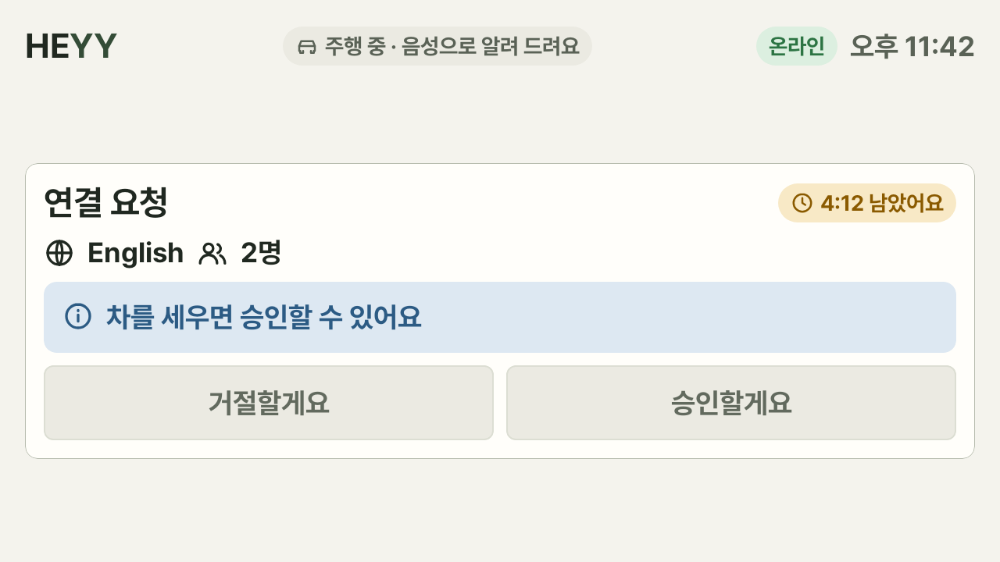 HEYY
주행 중 · 음성으로 알려 드려요
온라인
오후 11:42
연결 요청
4:12 남았어요
English 2명
차를 세우면 승인할 수 있어요
거절할게요
승인할게요